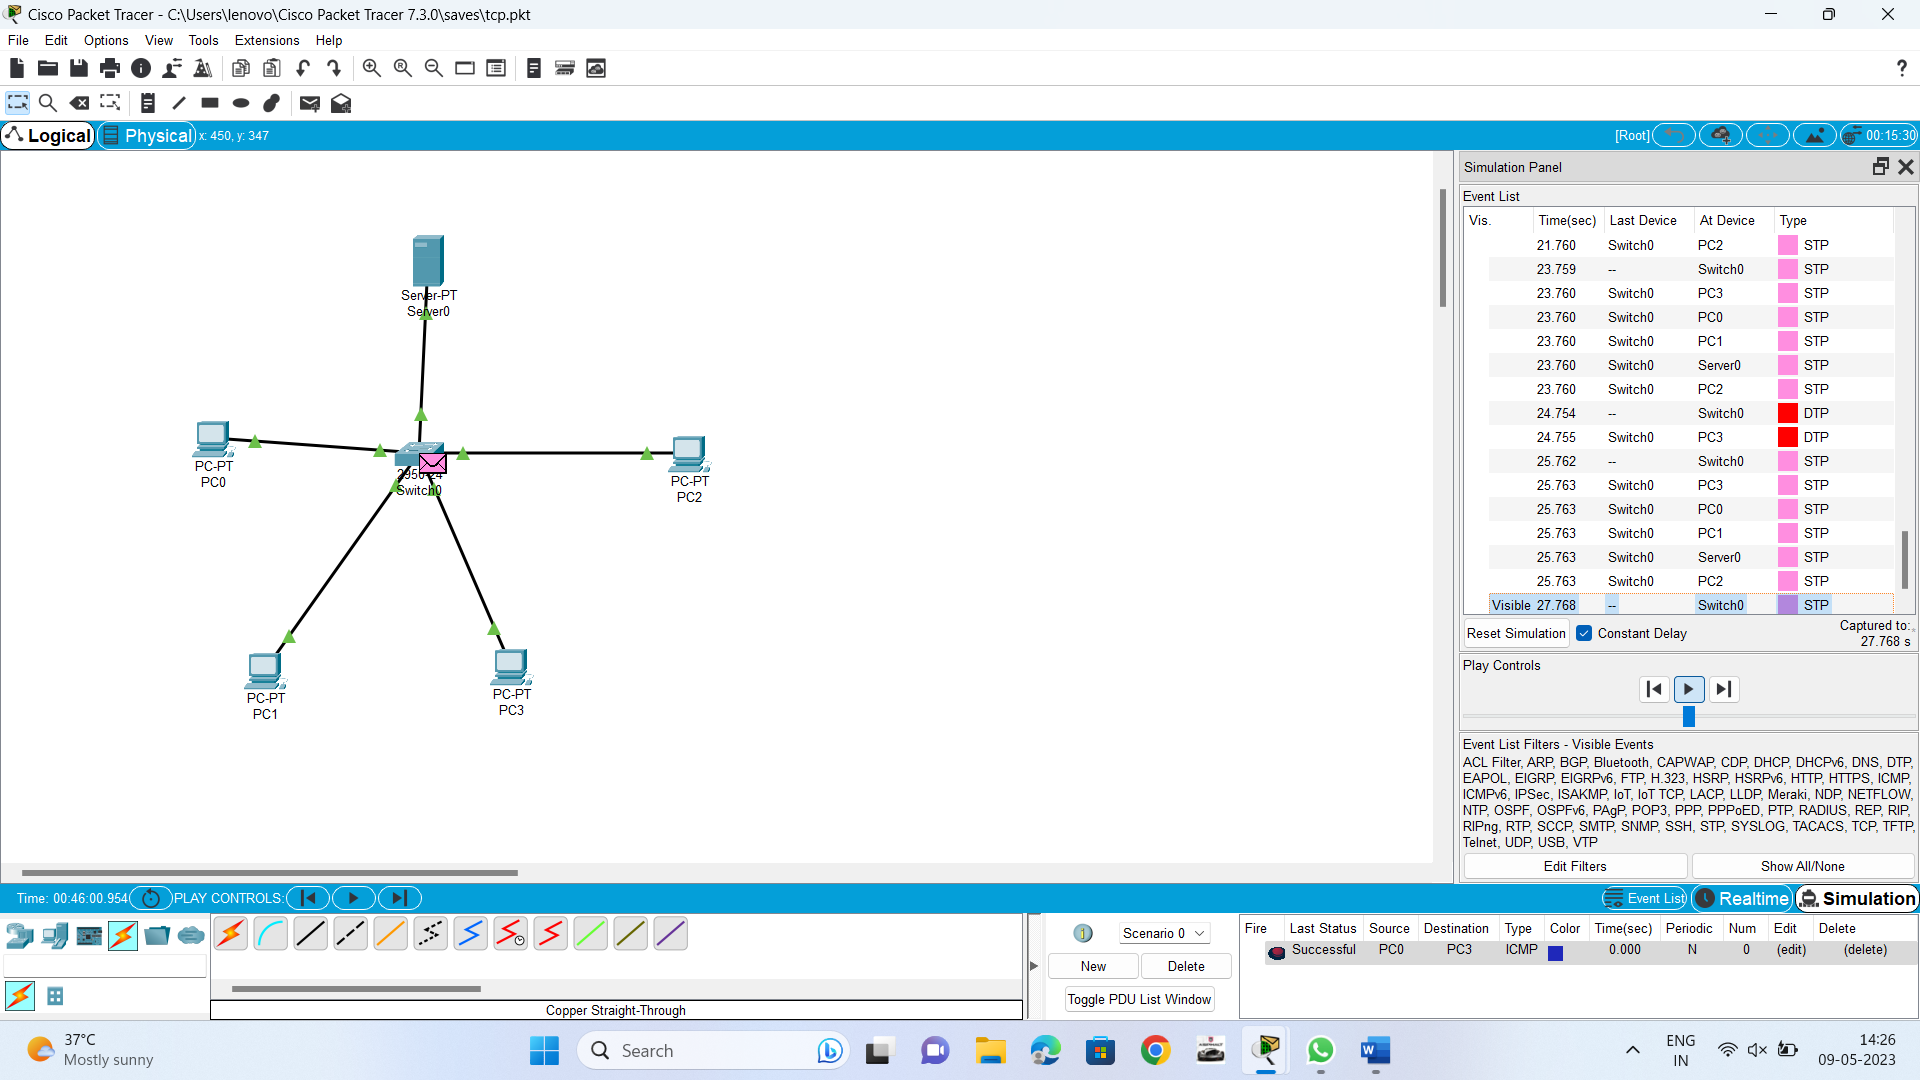 Cisco Packet Tracer - C:\Users\lenovo\Cisco Packet Tracer 7.3.0\saves\tcp.pkt
File Edit Options View Tools Extensions Help
Logical Physical x: 450, y: 347 [Root] 00:15:30
Simulation Panel
Event List
Vis. Time(sec) Last Device At Device Type
21.760 Switch0 PC2 STP
23.759 -- Switch0 STP
23.760 Switch0 PC3 STP
23.760 Switch0 PC0 STP
23.760 Switch0 PC1 STP
23.760 Switch0 Server0 STP
23.760 Switch0 PC2 STP
24.754 -- Switch0 DTP
24.755 Switch0 PC3 DTP
25.762 -- Switch0 STP
25.763 Switch0 PC3 STP
25.763 Switch0 PC0 STP
25.763 Switch0 PC1 STP
25.763 Switch0 Server0 STP
25.763 Switch0 PC2 STP
Visible 27.768 -- Switch0 STP
Reset Simulation Constant Delay Captured to:
27.768 s
Play Controls
Event List Filters - Visible Events
ACL Filter, ARP, BGP, Bluetooth, CAPWAP, CDP, DHCP, DHCPv6, DNS, DTP,
EAPOL, EIGRP, EIGRPv6, FTP, H.323, HSRP, HSRPv6, HTTP, HTTPS, ICMP,
ICMPv6, IPSec, ISAKMP, IoT, IoT TCP, LACP, LLDP, Meraki, NDP, NETFLOW,
NTP, OSPF, OSPFv6, PAgP, POP3, PPP, PPPoED, PTP, RADIUS, REP, RIP,
RIPng, RTP, SCCP, SMTP, SNMP, SSH, STP, SYSLOG, TACACS, TCP, TFTP,
Telnet, UDP, USB, VTP
Edit Filters Show All/None
Server-PT
Server0
PC-PT
PC0
2950-24
Switch0
PC-PT
PC2
PC-PT
PC1
PC-PT
PC3
Time: 00:46:00.954 PLAY CONTROLS: Event List Realtime Simulation
Copper Straight-Through
Scenario 0
New Delete
Toggle PDU List Window
Fire Last Status Source Destination Type Color Time(sec) Periodic Num Edit Delete
Successful PC0 PC3 ICMP 0.000 N 0 (edit) (delete)
37°C
Mostly sunny
Search
ENG
IN
14:26
09-05-2023